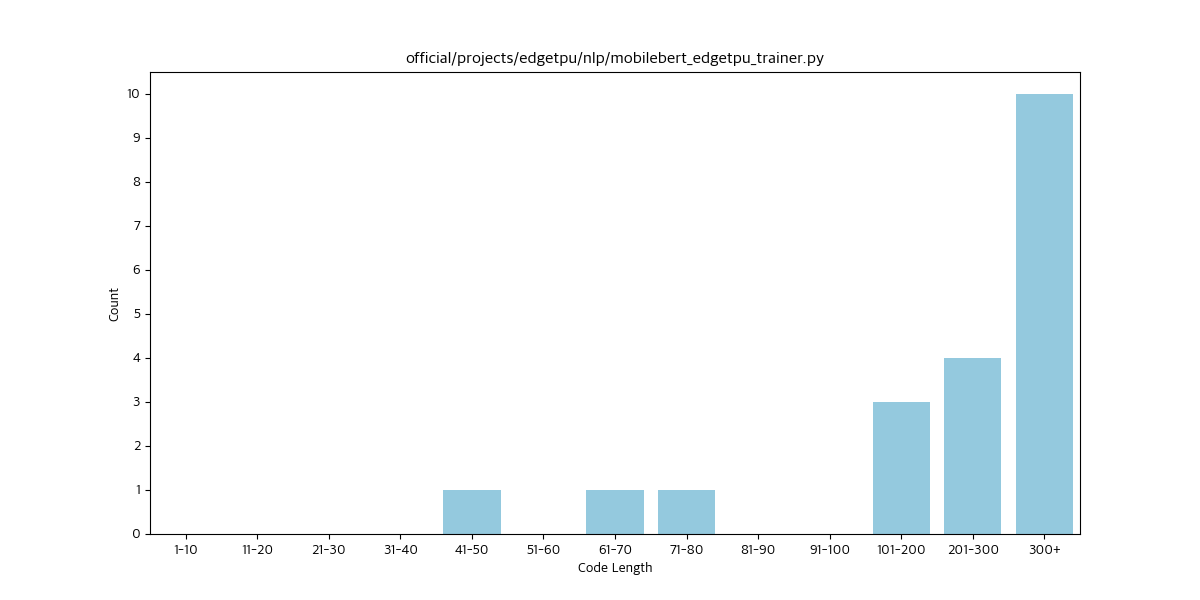 official/projects/edgetpu/nlp/mobilebert_edgetpu_trainer.py
10
9
8
7
6
5
4
3
2
1
0
Count
1-10 11-20 21-30 31-40 41-50 51-60 61-70 71-80 81-90 91-100 101-200 201-300 300+
Code Length